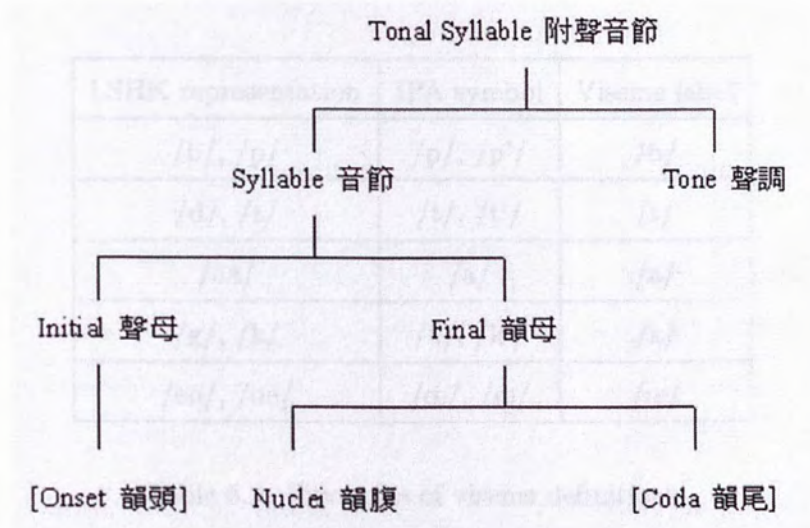 Tonal Syllable 附聲音節
Syllable 音節
Tone 聲調
Initial 聲母
Final 韻母
[Onset 韻頭]
Nuclei 韻腹
[Coda 韻尾]